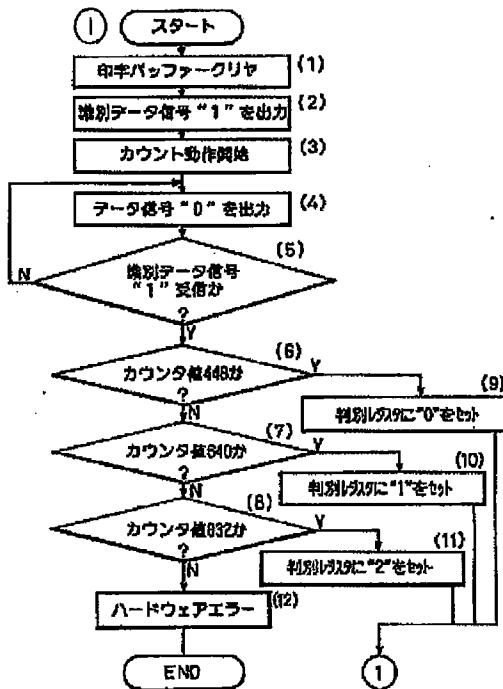 1 スタート
印字バッファークリヤ (1)
識別データ信号“1”を出力 (2)
カウント動作開始 (3)
データ信号“0”を出力 (4)
(5)
識別データ信号
N “1”受信か
?
Y
(6)
カウンタ値448か Y
?
N
(9)
判別レジスタに“0”をセット
(7)
カウンタ値640か Y
?
N
(10)
判別レジスタに“1”をセット
(8)
カウンタ値832か Y
?
N
(11)
判別レジスタに“2”をセット
ハードウェアエラー (12)
END
1